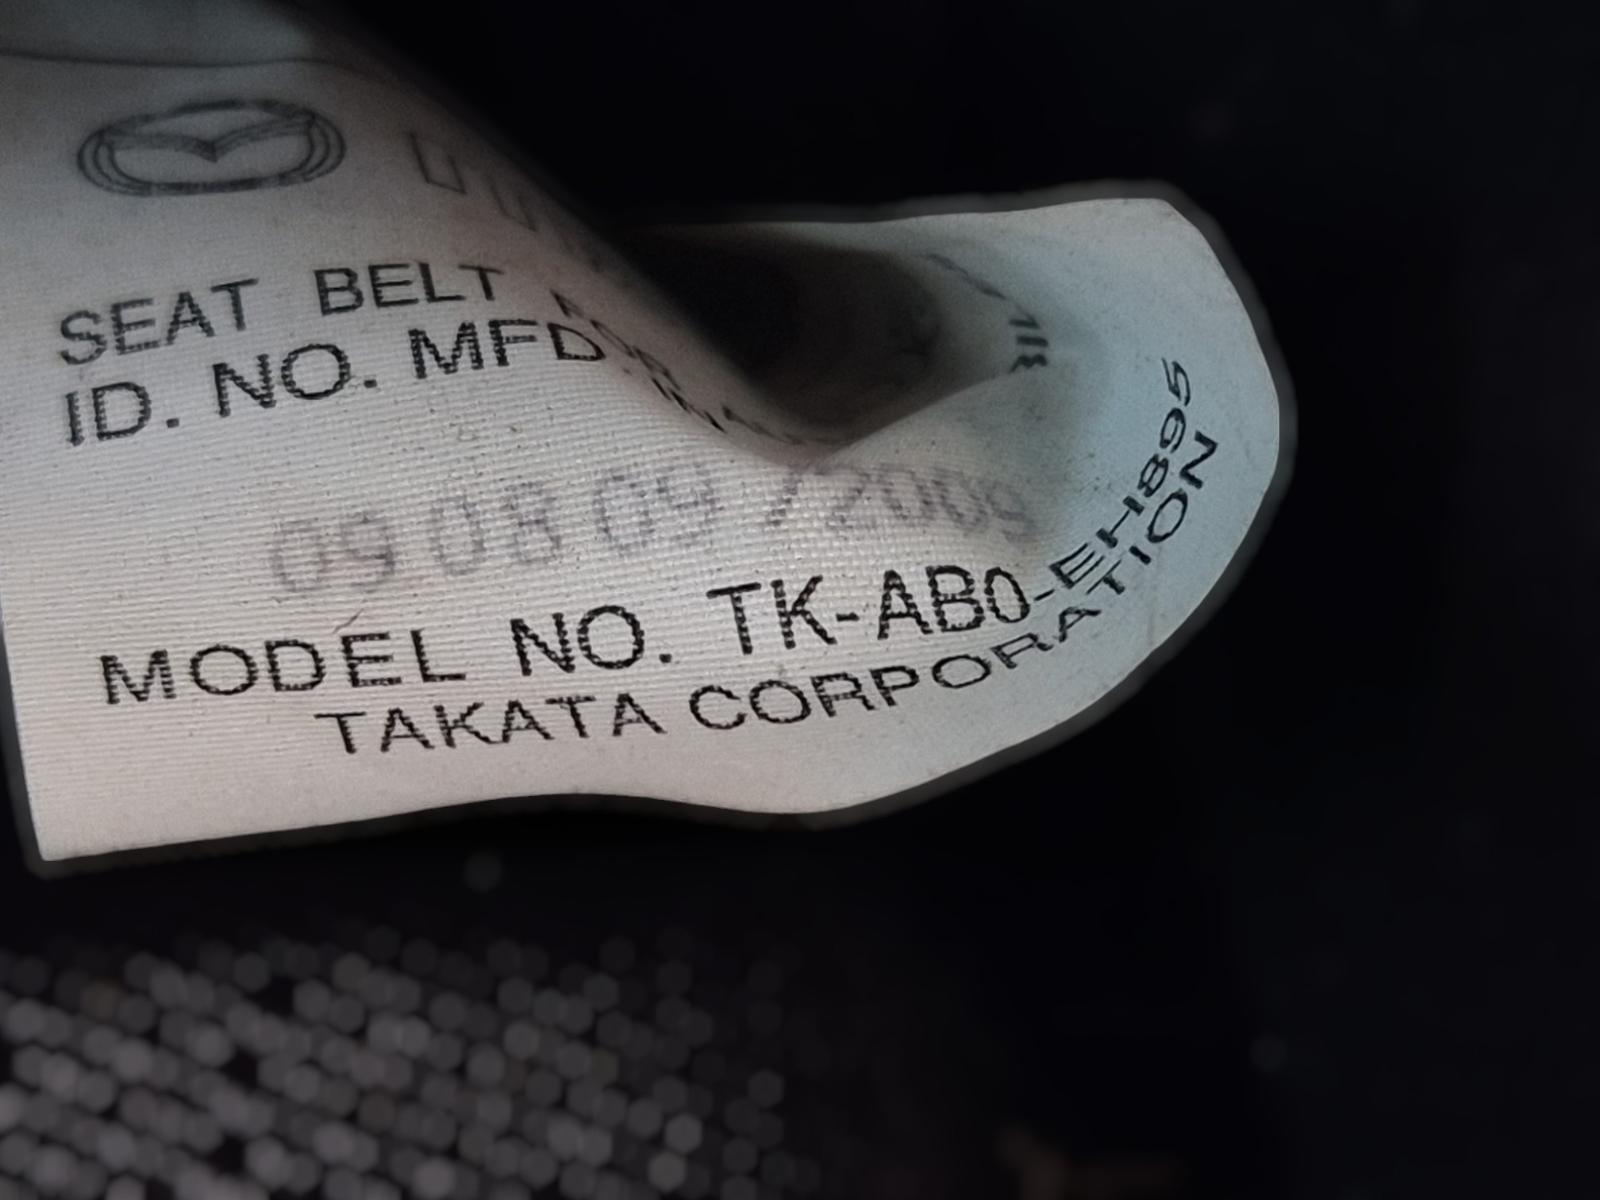 SEAT BELT
ID. NO. MFD.
09 08 09 / 2009
MODEL NO. TK-AB0-EH895
TAKATA CORPORATION